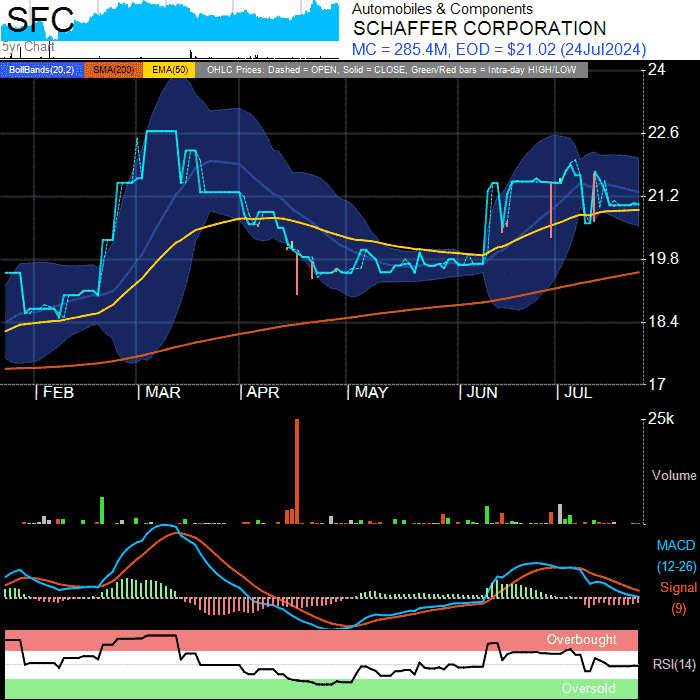 SFC
5yr Chart
Automobiles & Components
SCHAFFER CORPORATION
MC = 285.4M, EOD = $21.02 (24Jul2024)
BollBands(20,2) SMA(200) EMA(50) OHLC Prices: Dashed = OPEN, Solid = CLOSE, Green/Red bars = Intra-day HIGH/LOW
24
22.6
21.2
19.8
18.4
17
FEB MAR APR MAY JUN JUL
25k
Volume
MACD
(12-26)
Signal
(9)
Overbought
RSI(14)
Oversold